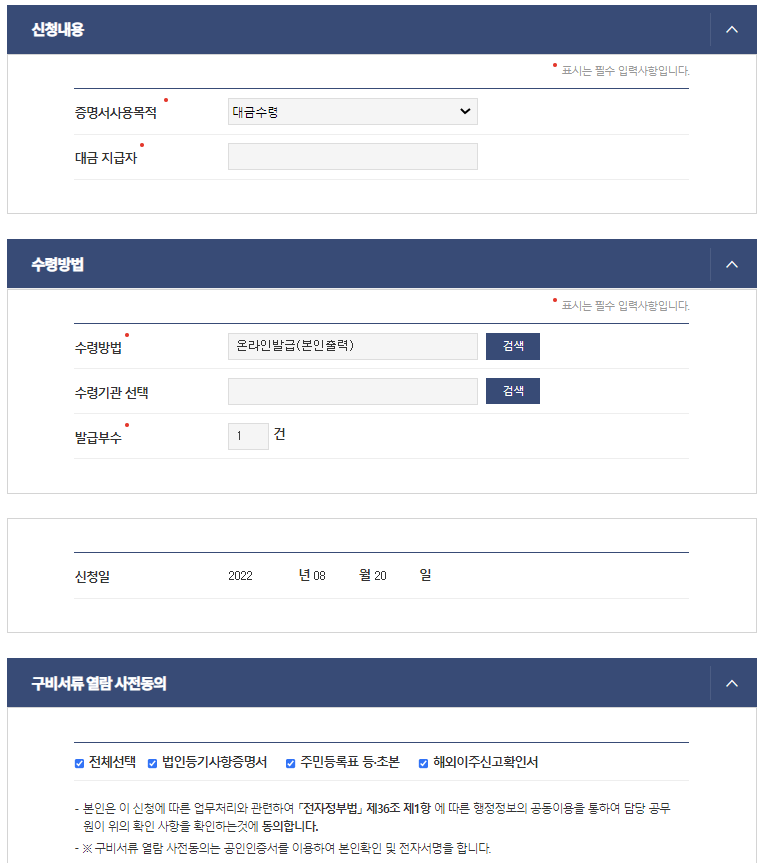 신청내용
표시는 필수 입력사항입니다.
증명서사용목적 대금수령
대금 지급자
수령방법
표시는 필수 입력사항입니다.
수령방법 온라인발급(본인출력) 검색
수령기관 선택 검색
발급부수 1 건
신청일 2022 년 08 월 20 일
구비서류 열람 사전동의
전체선택 법인등기사항증명서 주민등록표 등·초본 해외이주신고확인서
- 본인은 이 신청에 따른 업무처리와 관련하여 「전자정부법」 제36조 제1항 에 따른 행정정보의 공동이용을 통하여 담당 공무
원이 위의 확인 사항을 확인하는것에 동의합니다.
- ※ 구비서류 열람 사전동의는 공인인증서를 이용하여 본인확인 및 전자서명을 합니다.